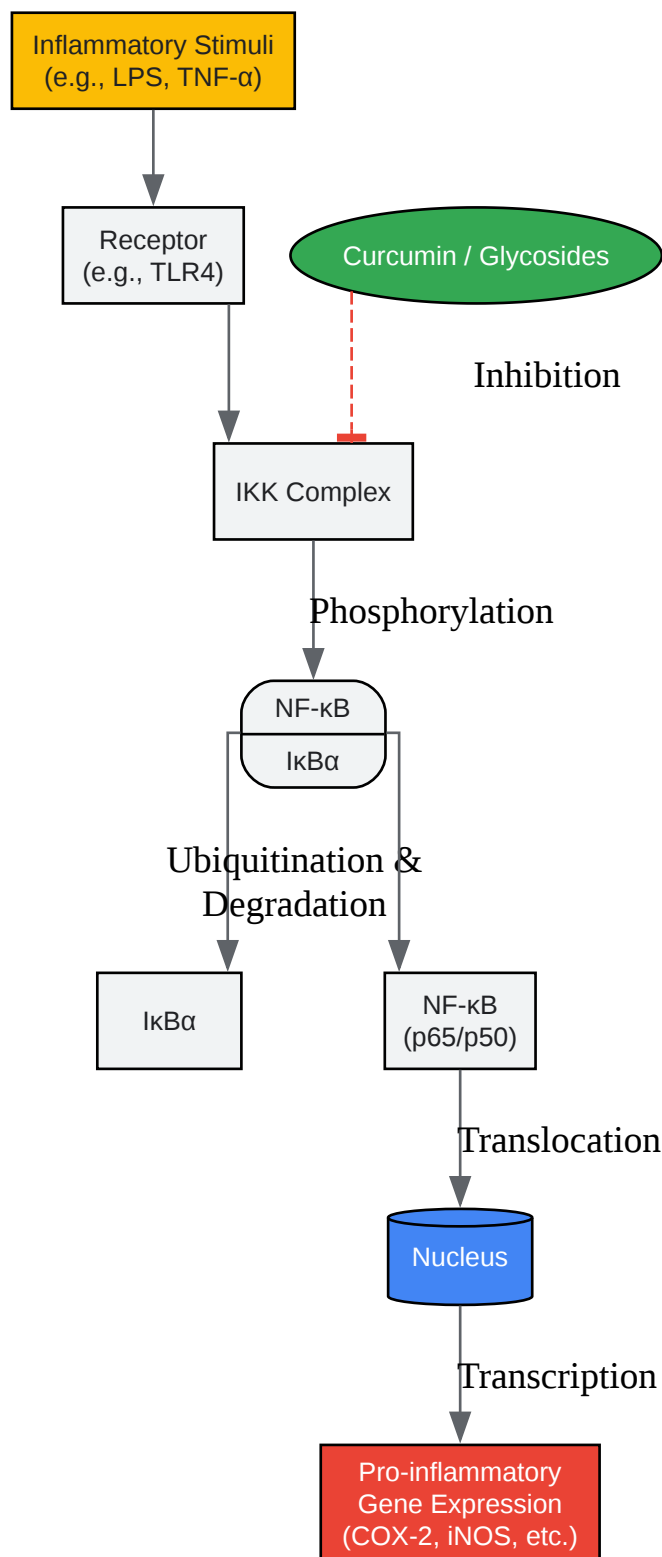 Inflammatory Stimuli
(e.g., LPS, TNF-α)
Receptor
(e.g., TLR4)
Curcumin / Glycosides
Inhibition
IKK Complex
Phosphorylation
NF-κB
IκBα
Ubiquitination &
Degradation
IκBα
NF-κB
(p65/p50)
Translocation
Nucleus
Transcription
Pro-inflammatory
Gene Expression
(COX-2, iNOS, etc.)